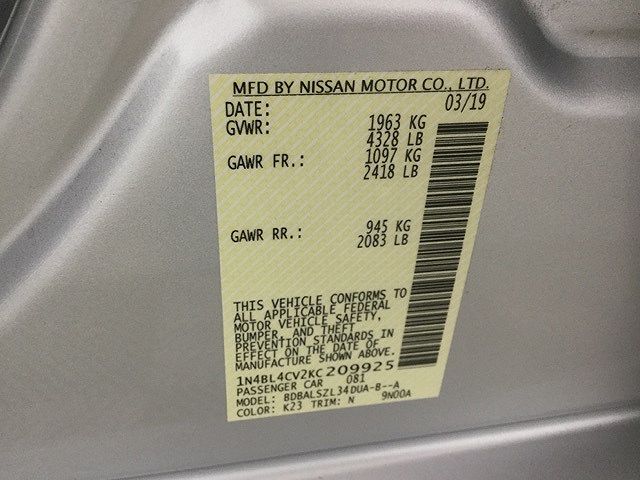 MFD BY NISSAN MOTOR CO., LTD.
DATE: 03/19
GVWR: 1963 KG
4328 LB
GAWR FR.: 1097 KG
2418 LB
GAWR RR.: 945 KG
2083 LB
THIS VEHICLE CONFORMS TO
ALL APPLICABLE FEDERAL
MOTOR VEHICLE SAFETY,
BUMPER, AND THEFT
PREVENTION STANDARDS IN
EFFECT ON THE DATE OF
MANUFACTURE SHOWN ABOVE.
1N4BL4CV2KC209925
PASSENGER CAR 081
MODEL: BDBALSZL34DUA-B--A
COLOR: K23 TRIM: N 9N00A